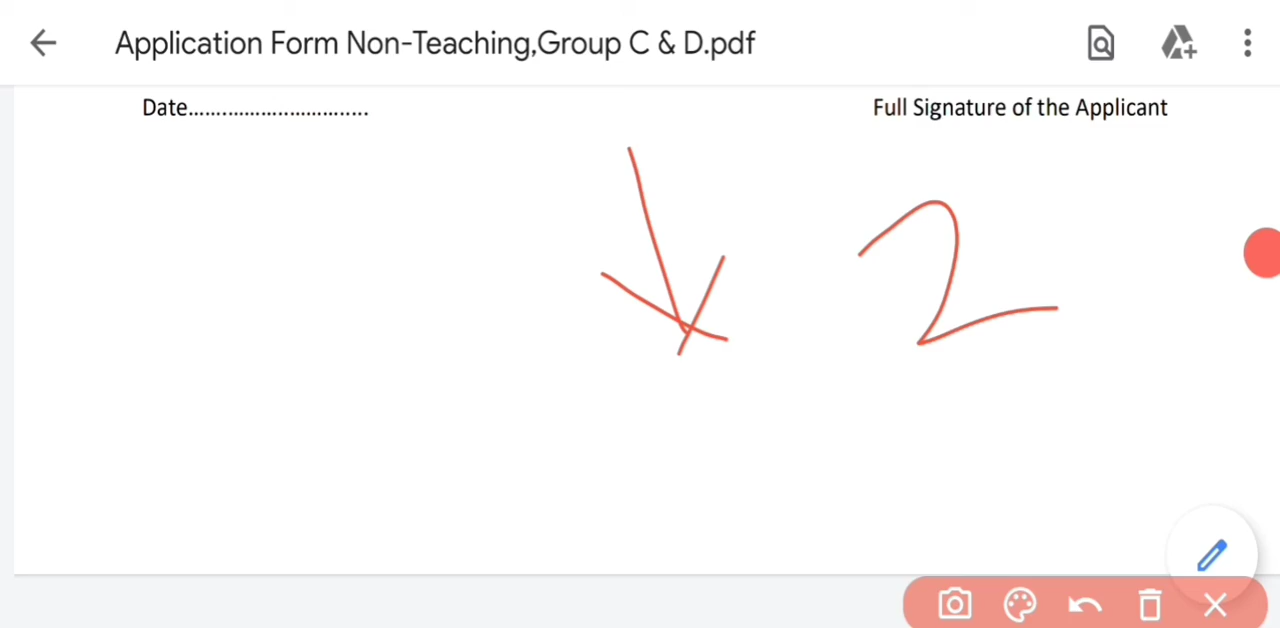 Application Form Non-Teaching,Group C & D.pdf
Date.................................. Full Signature of the Applicant
2